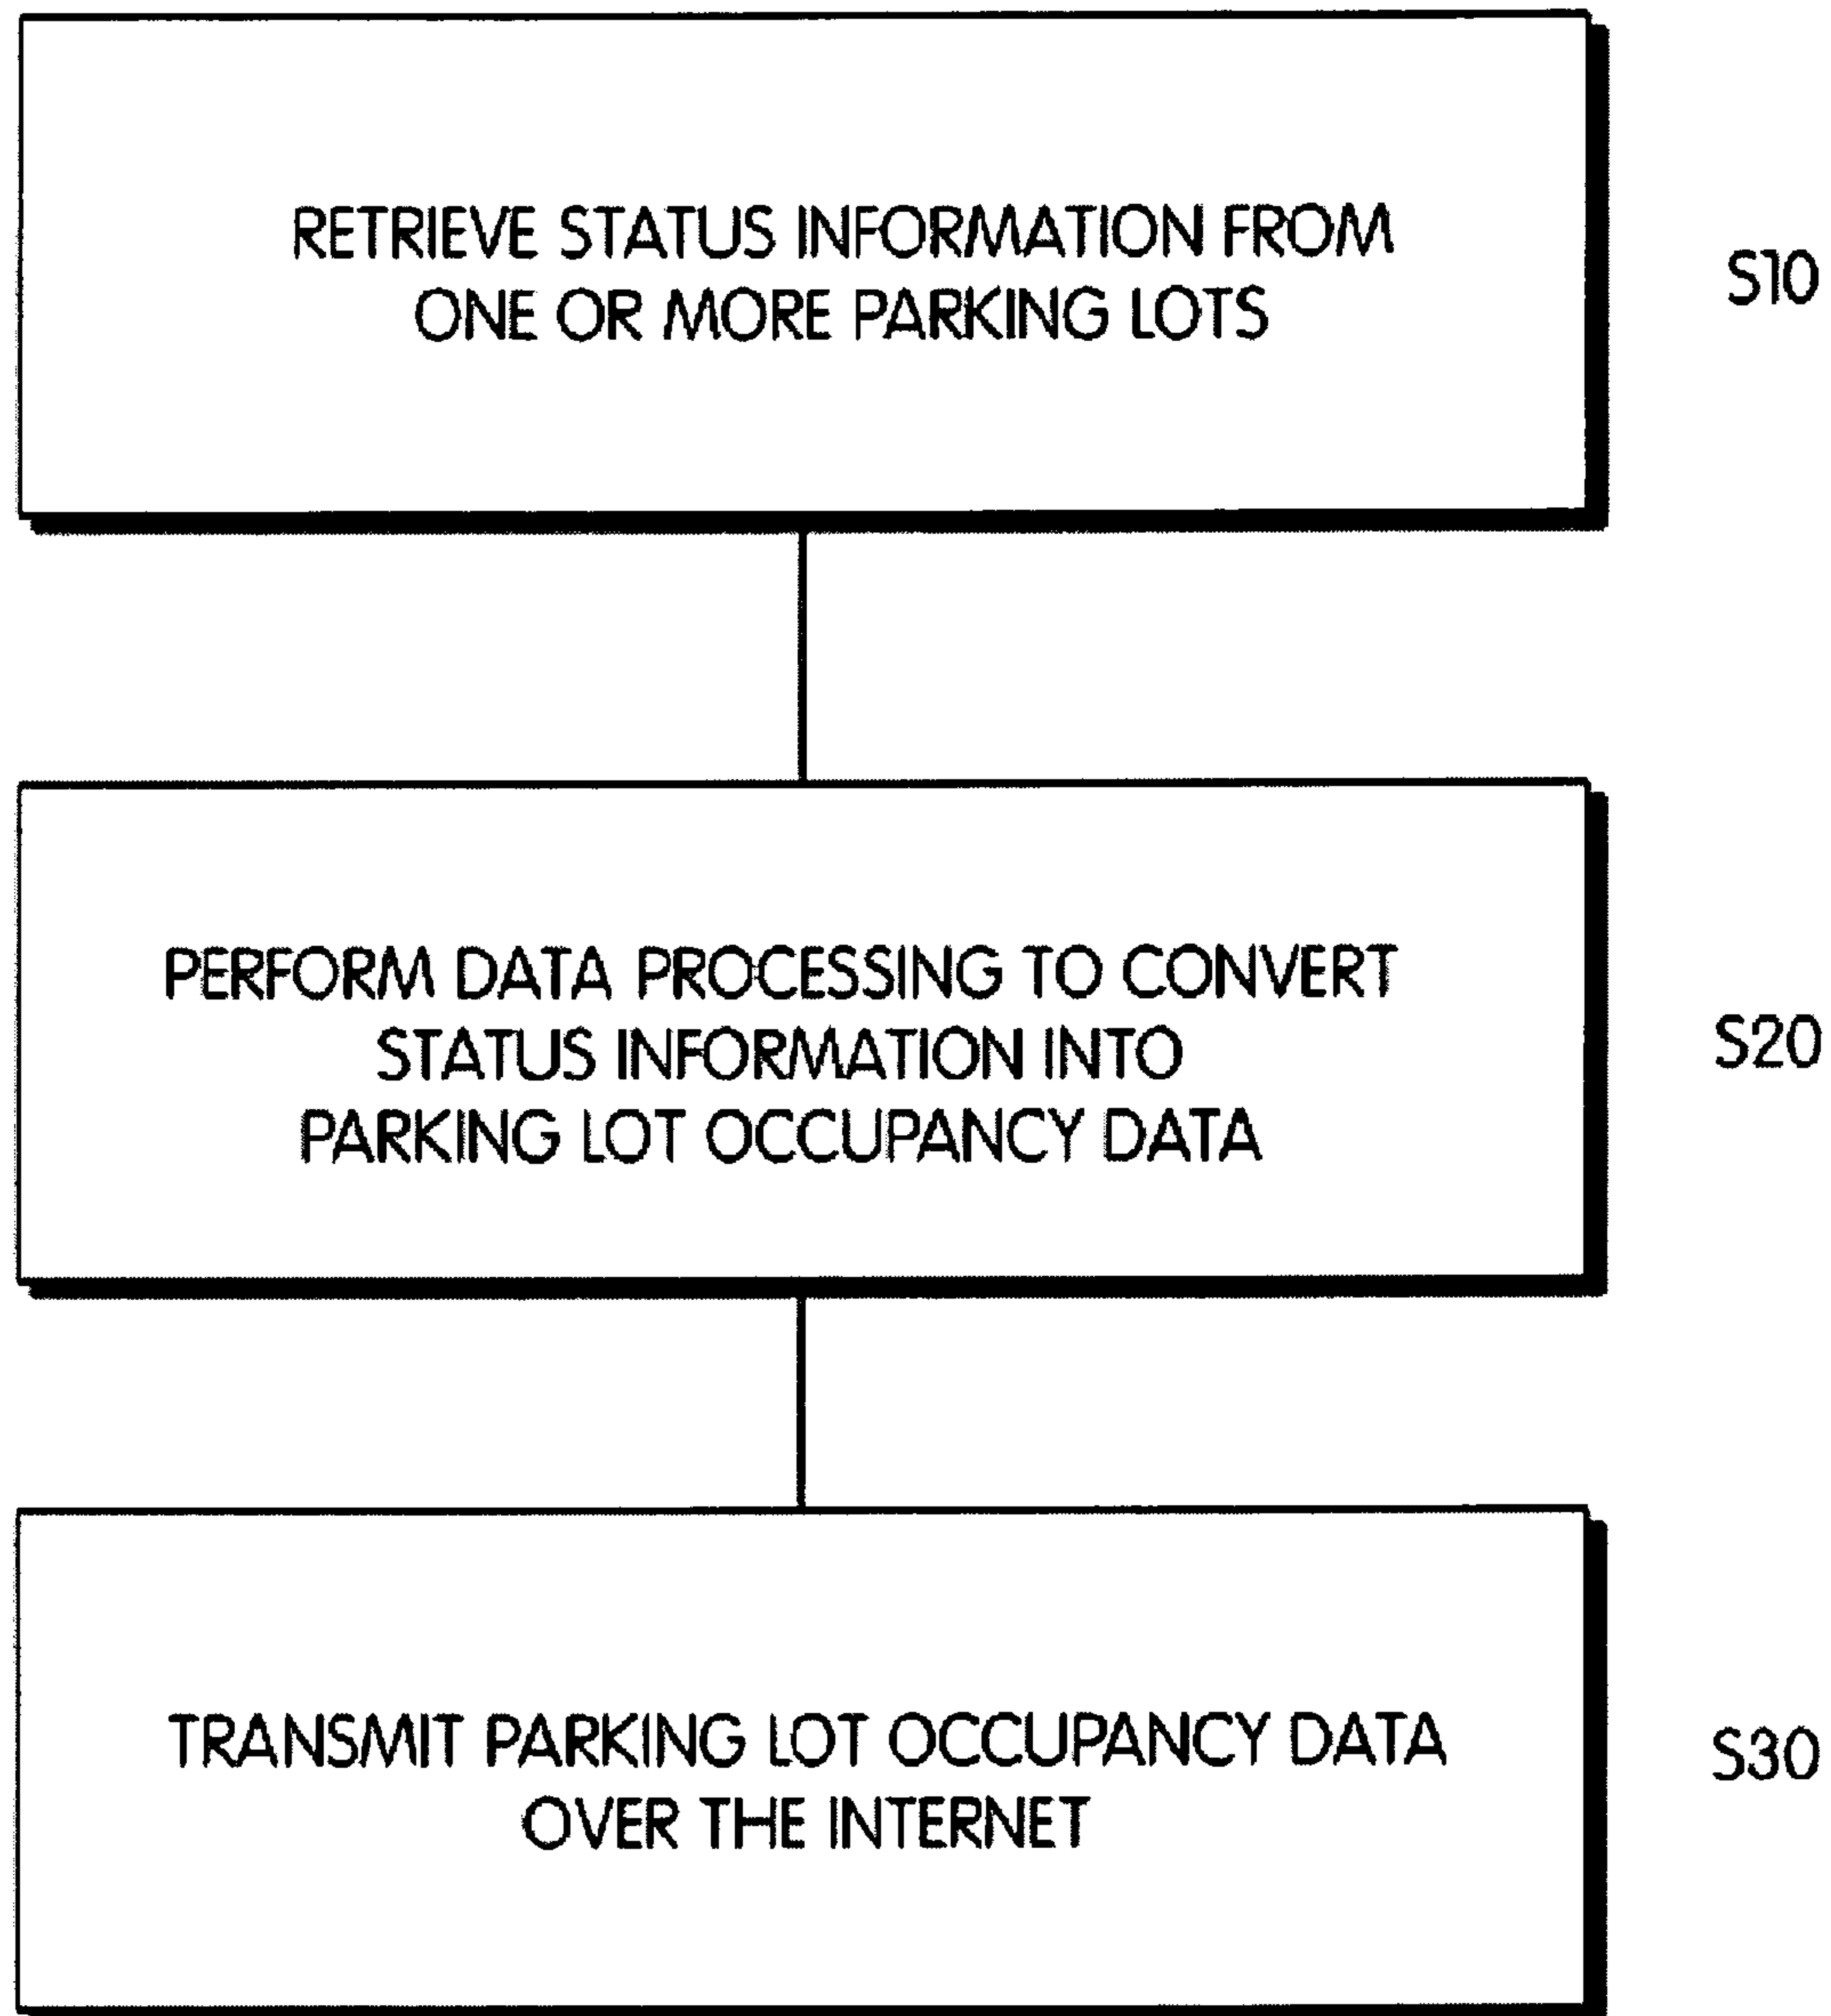 RETRIEVE STATUS INFORMATION FROM
ONE OR MORE PARKING LOTS
S10
PERFORM DATA PROCESSING TO CONVERT
STATUS INFORMATION INTO
PARKING LOT OCCUPANCY DATA
S20
TRANSMIT PARKING LOT OCCUPANCY DATA
OVER THE INTERNET
S30